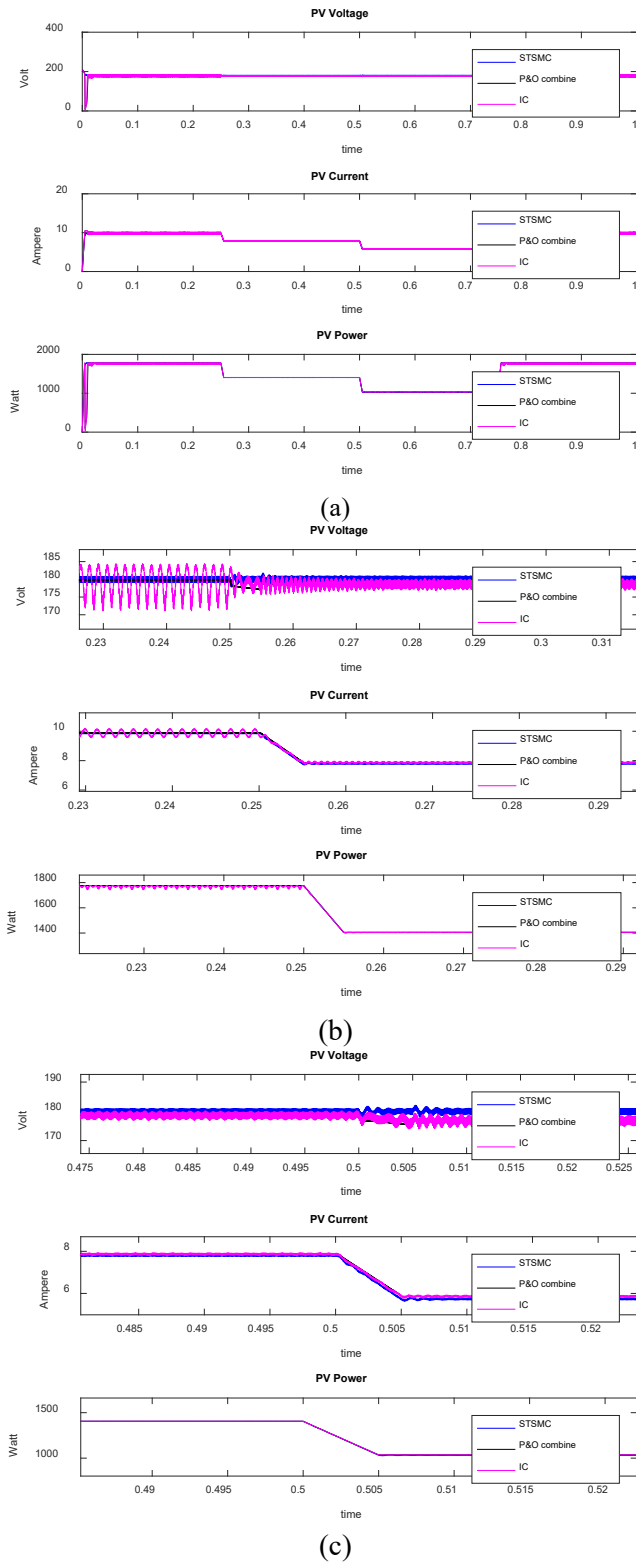 PV Voltage
400
200
0
Volt
STSMC
P&O combine
IC
0 0.1 0.2 0.3 0.4 0.5 0.6 0.7 0.8 0.9 1
time
PV Current
20
10
0
Ampere
STSMC
P&O combine
IC
0 0.1 0.2 0.3 0.4 0.5 0.6 0.7 0.8 0.9 1
time
PV Power
2000
1000
0
Watt
STSMC
P&O combine
IC
0 0.1 0.2 0.3 0.4 0.5 0.6 0.7 0.8 0.9 1
time
(a)
PV Voltage
185
180
175
170
Volt
STSMC
P&O combine
IC
0.23 0.24 0.25 0.26 0.27 0.28 0.29 0.3 0.31
time
PV Current
10
8
6
Ampere
STSMC
P&O combine
IC
0.23 0.24 0.25 0.26 0.27 0.28 0.29
time
PV Power
1800
1600
1400
Watt
STSMC
P&O combine
IC
0.23 0.24 0.25 0.26 0.27 0.28 0.29
time
(b)
PV Voltage
190
180
170
Volt
STSMC
P&O combine
IC
0.475 0.48 0.485 0.49 0.495 0.5 0.505 0.51 0.515 0.52 0.525
time
PV Current
8
6
Ampere
STSMC
P&O combine
IC
0.485 0.49 0.495 0.5 0.505 0.51 0.515 0.52
time
PV Power
1500
1000
Watt
STSMC
P&O combine
IC
0.49 0.495 0.5 0.505 0.51 0.515 0.52
time
(c)